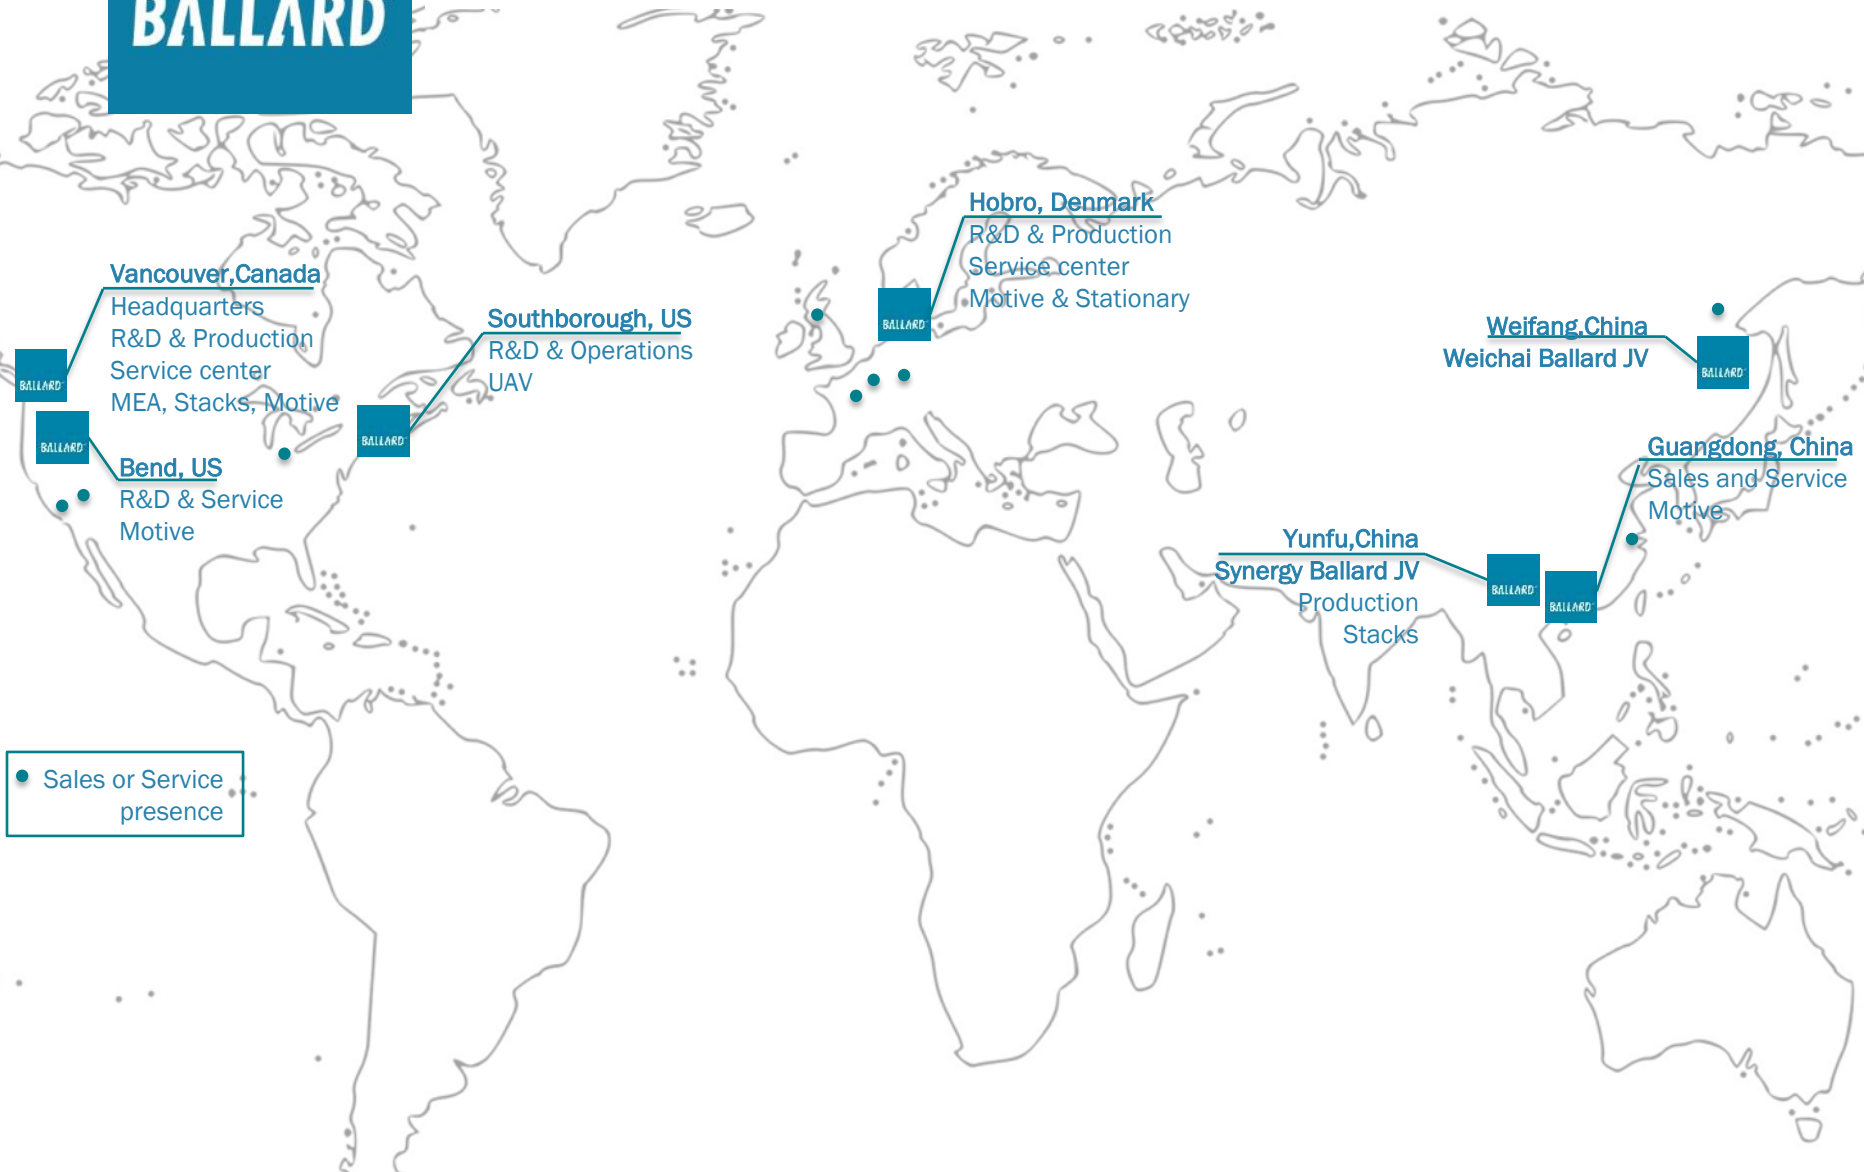 BALLARD
Vancouver,Canada
Headquarters
R&D & Production
Service center
MEA, Stacks, Motive
BALLARD
Bend, US
R&D & Service
Motive
BALLARD
Southborough, US
R&D & Operations
UAV
BALLARD
Hobro, Denmark
R&D & Production
Service center
Motive & Stationary
BALLARD
Weifang,China
Weichai Ballard JV
BALLARD
Guangdong, China
Sales and Service
Motive
BALLARD
Yunfu,China
Synergy Ballard JV
Production
Stacks
BALLARD
Sales or Service
presence